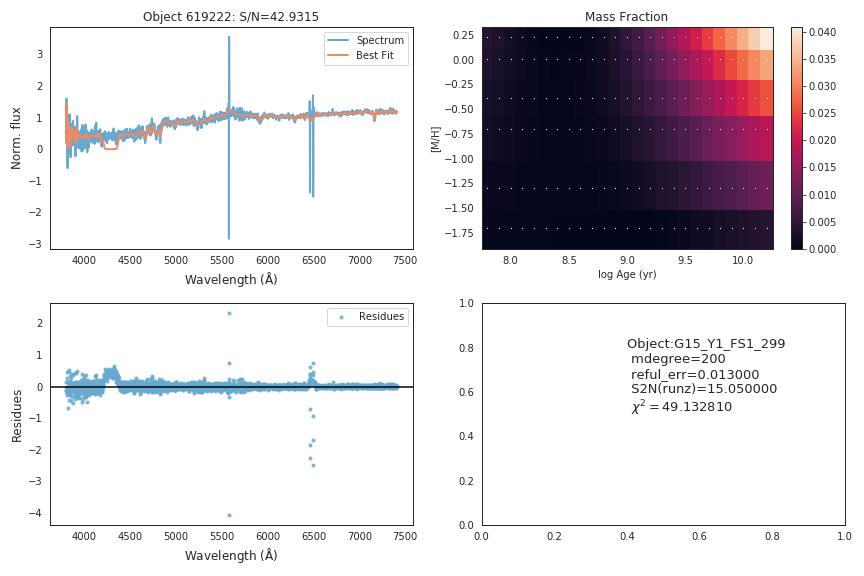 Object 619222: S/N=42.9315
Norm. flux
3
2
1
0
−1
−2
−3
4000 4500 5000 5500 6000 6500 7000 7500
Wavelength (Å)
Spectrum
Best Fit
Mass Fraction
[M/H]
0.25
0.00
−0.25
−0.50
−0.75
−1.00
−1.25
−1.50
−1.75
8.0 8.5 9.0 9.5 10.0
log Age (yr)
0.040
0.035
0.030
0.025
0.020
0.015
0.010
0.005
0.000
Residues
2
1
0
−1
−2
−3
−4
4000 4500 5000 5500 6000 6500 7000 7500
Wavelength (Å)
Residues
1.0
0.8
0.6
0.4
0.2
0.0
0.0 0.2 0.4 0.6 0.8 1.0
Object:G15_Y1_FS1_299
mdegree=200
reful_err=0.013000
S2N(runz)=15.050000
χ² = 49.132810